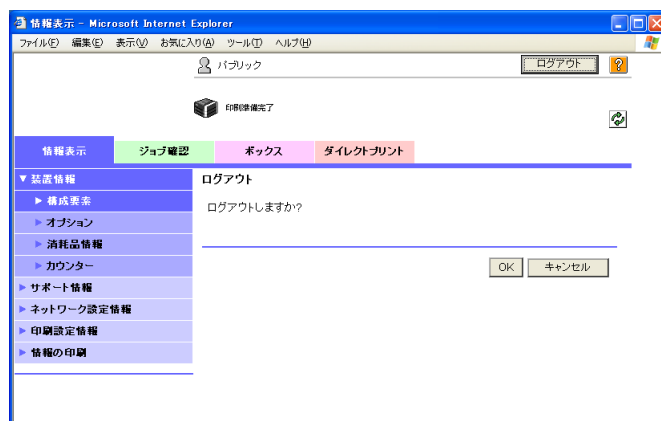 情報表示 - Microsoft Internet Explorer
ファイル(F) 編集(E) 表示(V) お気に入り(A) ツール(T) ヘルプ(H)
パブリック ログアウト ?
印刷準備完了
情報表示 ジョブ確認 ボックス ダイレクトプリント
▼ 装置情報
▶ 構成要素
▶ オプション
▶ 消耗品情報
▶ カウンター
▶ サポート情報
▶ ネットワーク設定情報
▶ 印刷設定情報
▶ 情報の印刷
ログアウト
ログアウトしますか?
OK キャンセル